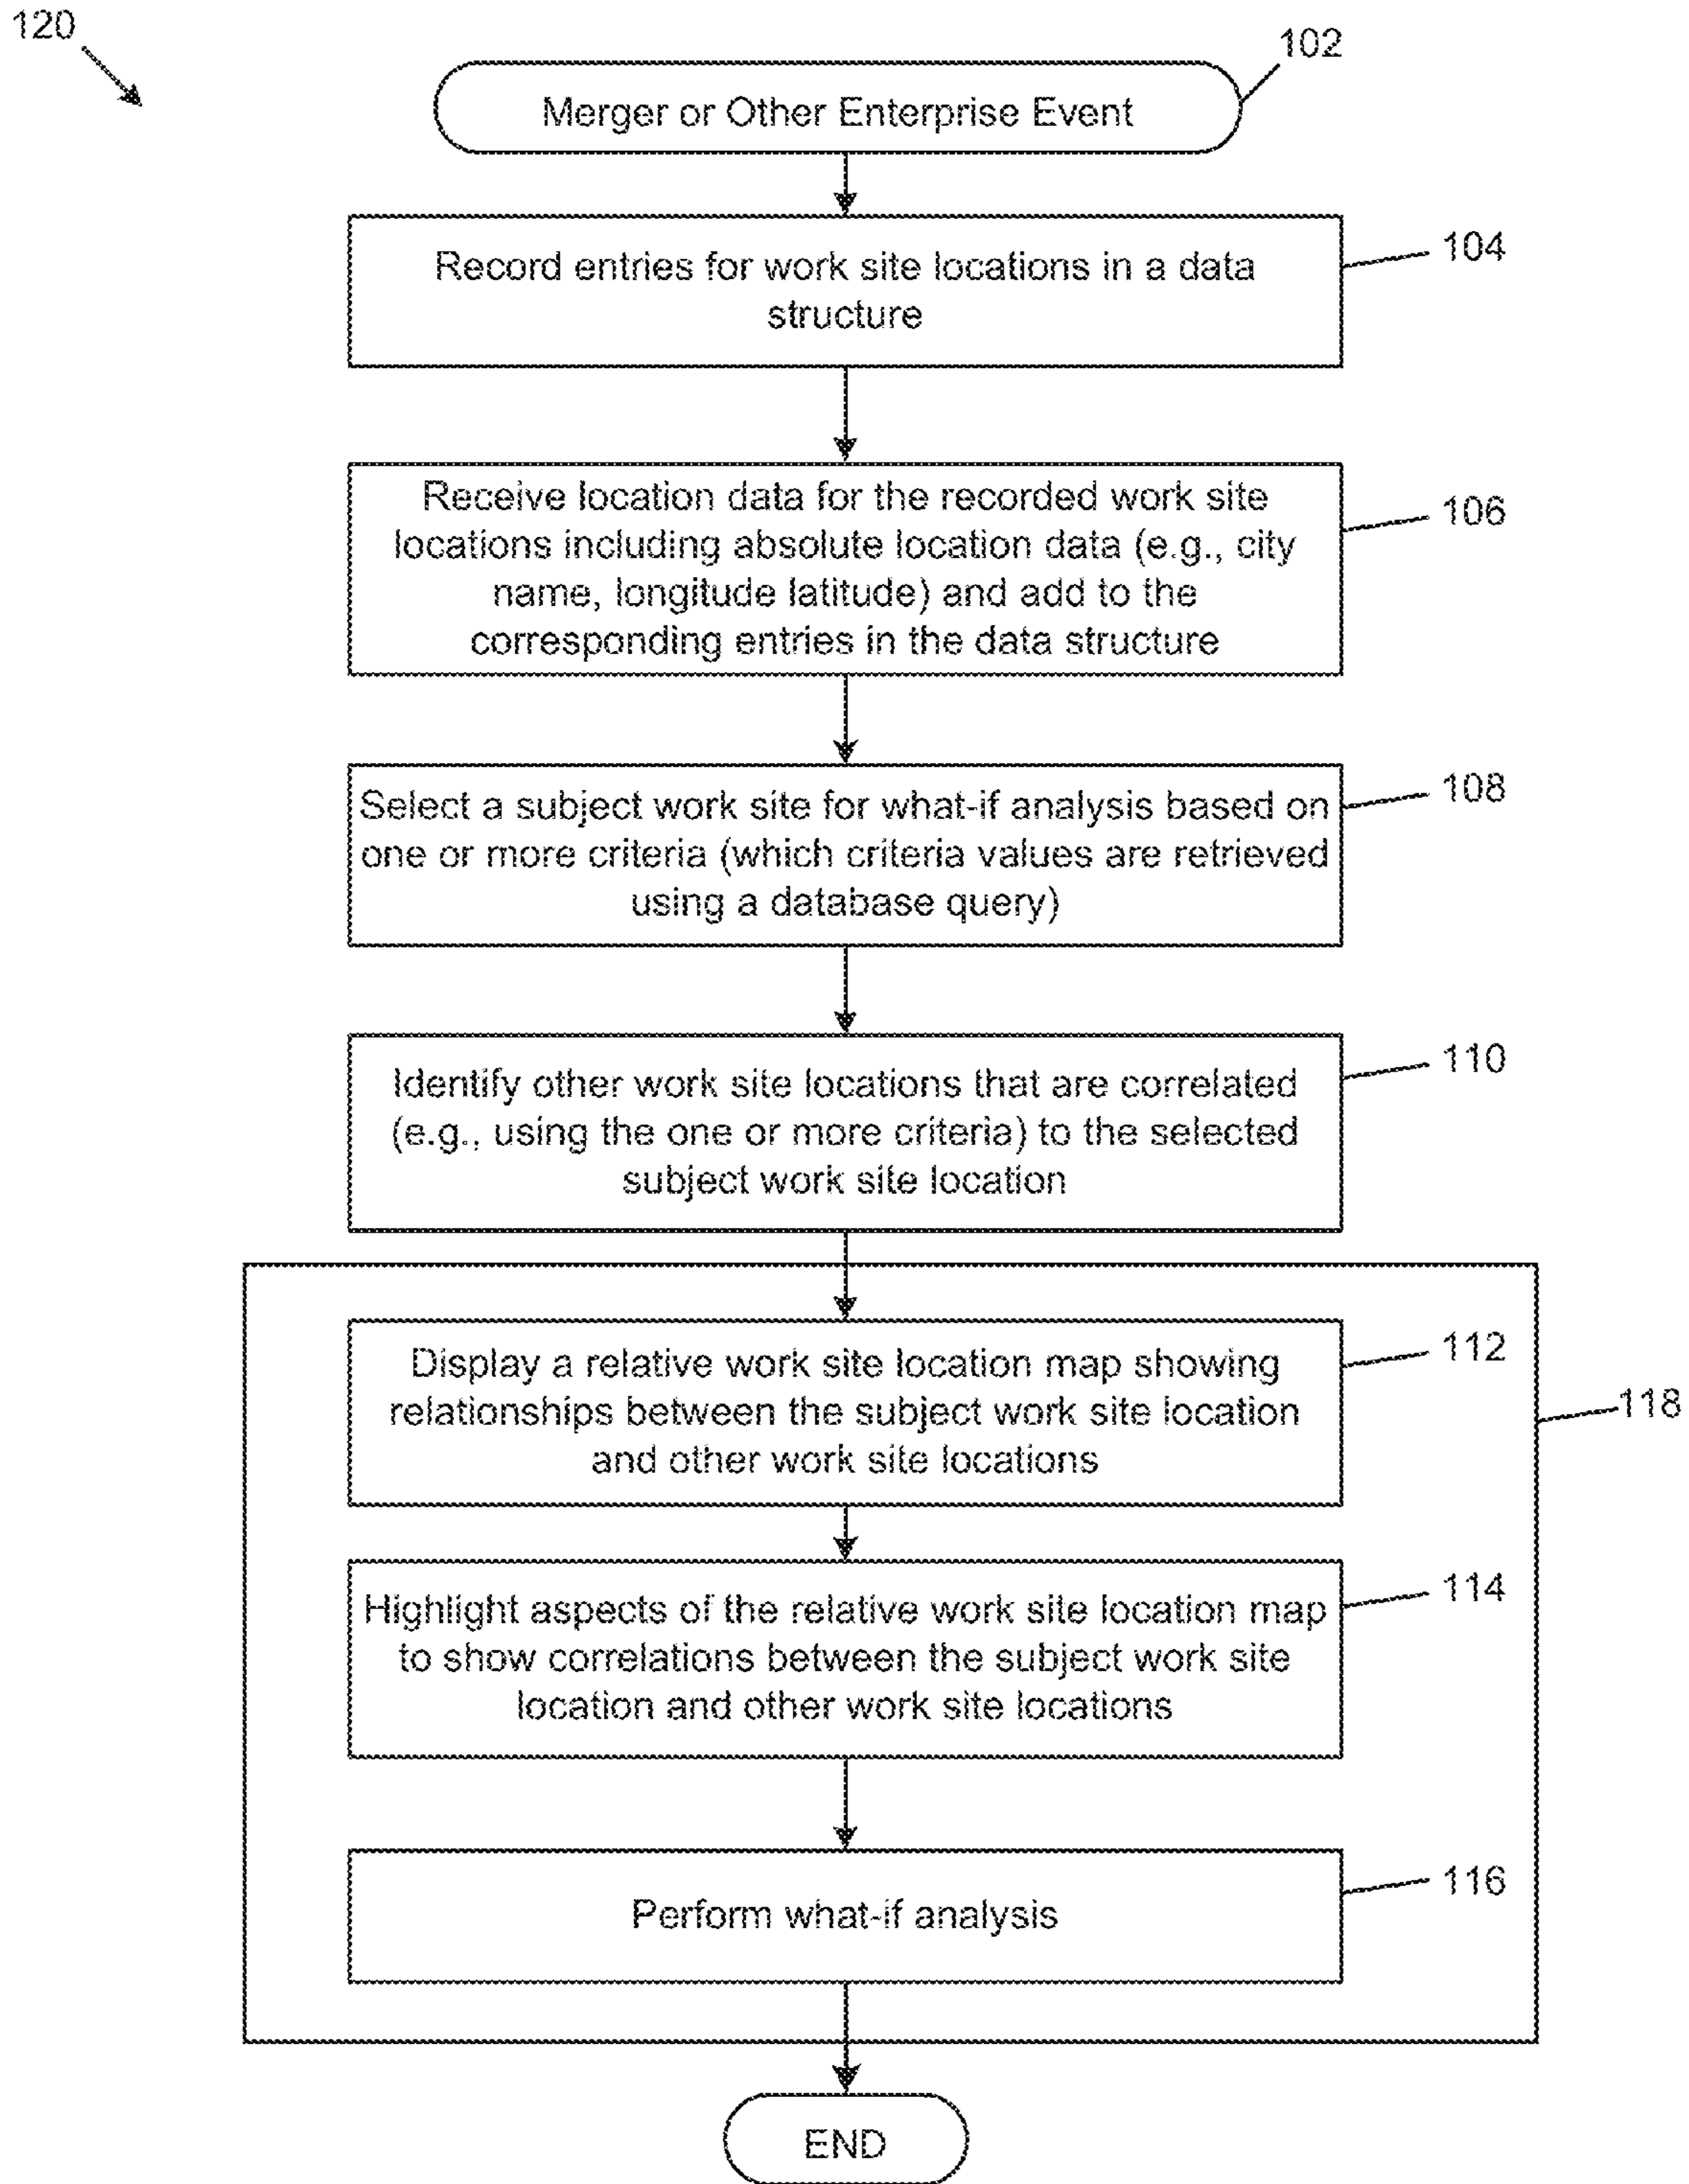 120
102
Merger or Other Enterprise Event
104
Record entries for work site locations in a data
structure
106
Receive location data for the recorded work site
locations including absolute location data (e.g., city
name, longitude latitude) and add to the
corresponding entries in the data structure
108
Select a subject work site for what-if analysis based on
one or more criteria (which criteria values are retrieved
using a database query)
110
Identify other work site locations that are correlated
(e.g., using the one or more criteria) to the selected
subject work site location
112
Display a relative work site location map showing
relationships between the subject work site location
and other work site locations
118
114
Highlight aspects of the relative work site location map
to show correlations between the subject work site
location and other work site locations
116
Perform what-if analysis
END